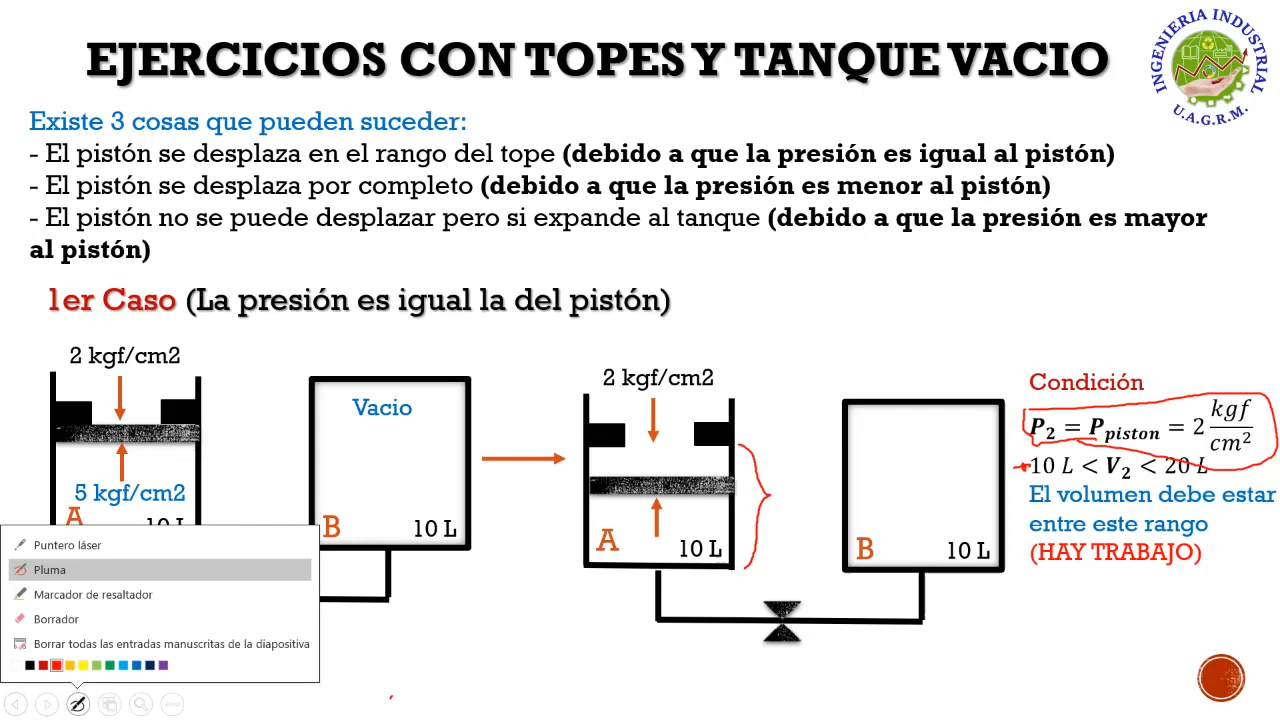 EJERCICIOS CON TOPES Y TANQUE VACIO
INGENIERIA INDUSTRIAL
U.A.G.R.M.
Existe 3 cosas que pueden suceder:
- El pistón se desplaza en el rango del tope (debido a que la presión es igual al pistón)
- El pistón se desplaza por completo (debido a que la presión es menor al pistón)
- El pistón no se puede desplazar pero si expande al tanque (debido a que la presión es mayor
al pistón)
1er Caso (La presión es igual la del pistón)
2 kgf/cm2
Vacio
5 kgf/cm2
A
10 L
B
10 L
2 kgf/cm2
A
10 L
B
10 L
Condición
P₂ = P_piston = 2 kgf/cm²
10 L < V₂ < 20 L
El volumen debe estar
entre este rango
(HAY TRABAJO)
Puntero láser
Pluma
Marcador de resaltador
Borrador
Borrar todas las entradas manuscritas de la diapositiva